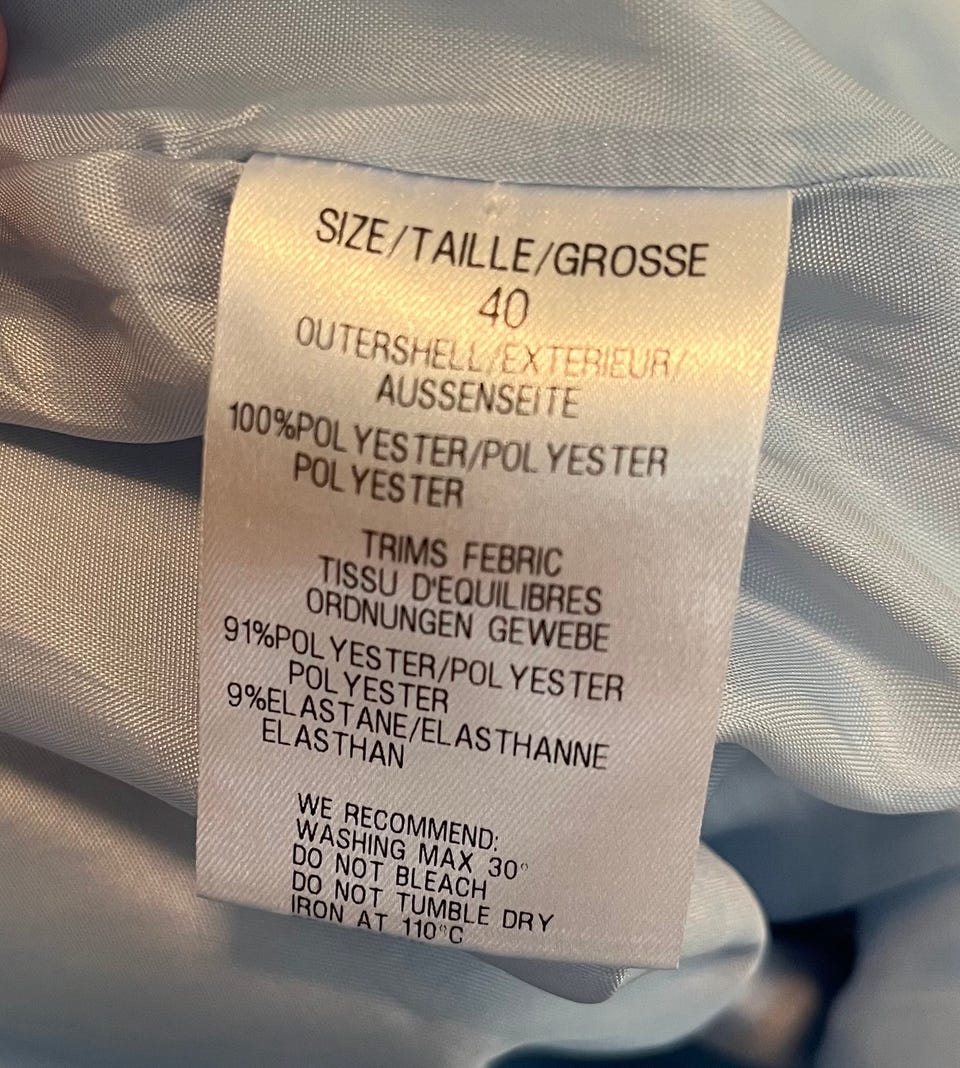 SIZE/TAILLE/GROSSE
40
OUTERSHELL/EXTERIEUR/
AUSSENSEITE
100%POLYESTER/POLYESTER
POLYESTER
TRIMS FEBRIC
TISSU D'EQUILIBRES
ORDNUNGEN GEWEBE
91%POLYESTER/POLYESTER
POLYESTER
9%ELASTANE/ELASTHANNE
ELASTHAN
WE RECOMMEND:
WASHING MAX 30°
DO NOT BLEACH
DO NOT TUMBLE DRY
IRON AT 110°C